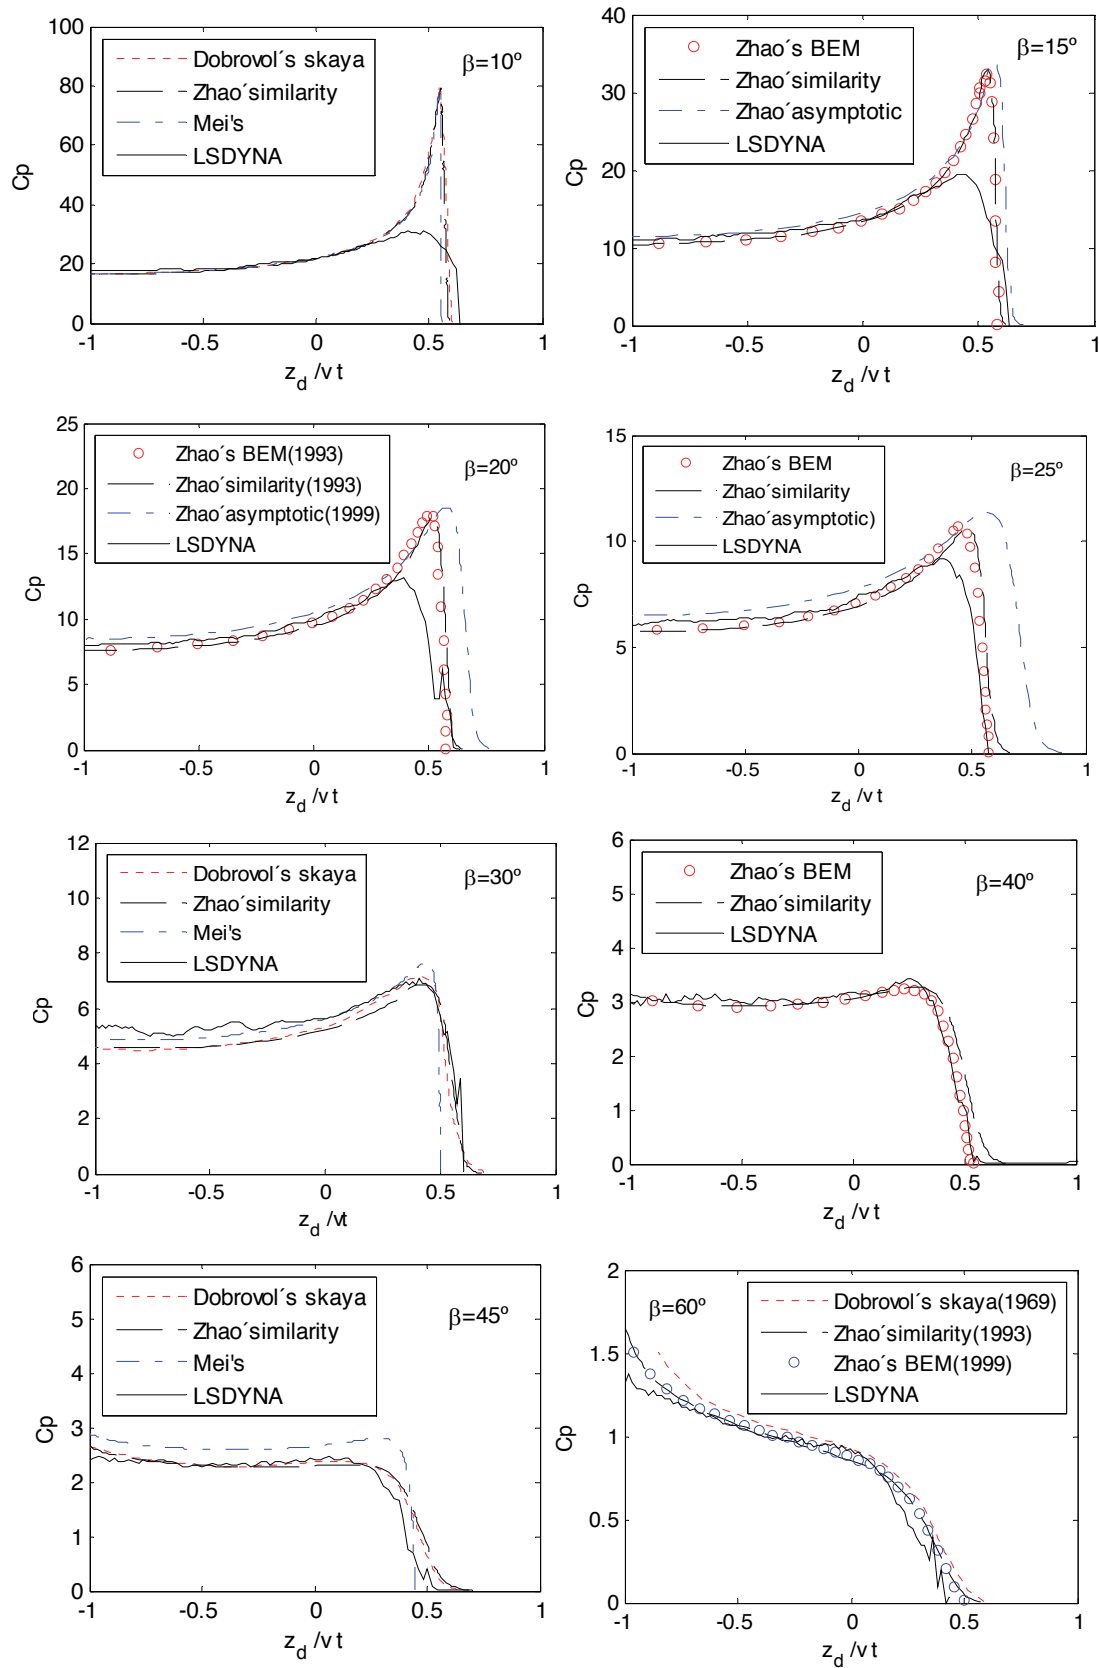 100
80
60
40
20
0
Cp
Dobrovol´s skaya
Zhao´similarity
Mei's
LSDYNA
β=10º
-1
-0.5
0
0.5
1
z_d /v t
40
30
20
10
0
Cp
Zhao´s BEM
Zhao´similarity
Zhao´asymptotic
LSDYNA
β=15º
-1
-0.5
0
0.5
1
z_d /v t
25
20
15
10
5
0
Cp
Zhao´s BEM(1993)
Zhao´similarity(1993)
Zhao´asymptotic(1999)
LSDYNA
β=20º
-1
-0.5
0
0.5
1
z_d /v t
15
10
5
0
Cp
Zhao´s BEM
Zhao´similarity
Zhao´asymptotic)
LSDYNA
β=25º
-1
-0.5
0
0.5
1
z_d /v t
12
10
8
6
4
2
0
Cp
Dobrovol´s skaya
Zhao´similarity
Mei's
LSDYNA
β=30º
-1
-0.5
0
0.5
1
z_d /vt
6
5
4
3
2
1
0
Cp
Zhao´s BEM
Zhao´similarity
LSDYNA
β=40º
-1
-0.5
0
0.5
1
z_d /v t
6
5
4
3
2
1
0
Cp
Dobrovol´s skaya
Zhao´similarity
Mei's
LSDYNA
β=45º
-1
-0.5
0
0.5
1
z_d /v t
2
1.5
1
0.5
0
Cp
β=60º
Dobrovol´s skaya(1969)
Zhao´similarity(1993)
Zhao´s BEM(1999)
LSDYNA
-1
-0.5
0
0.5
1
z_d /v t